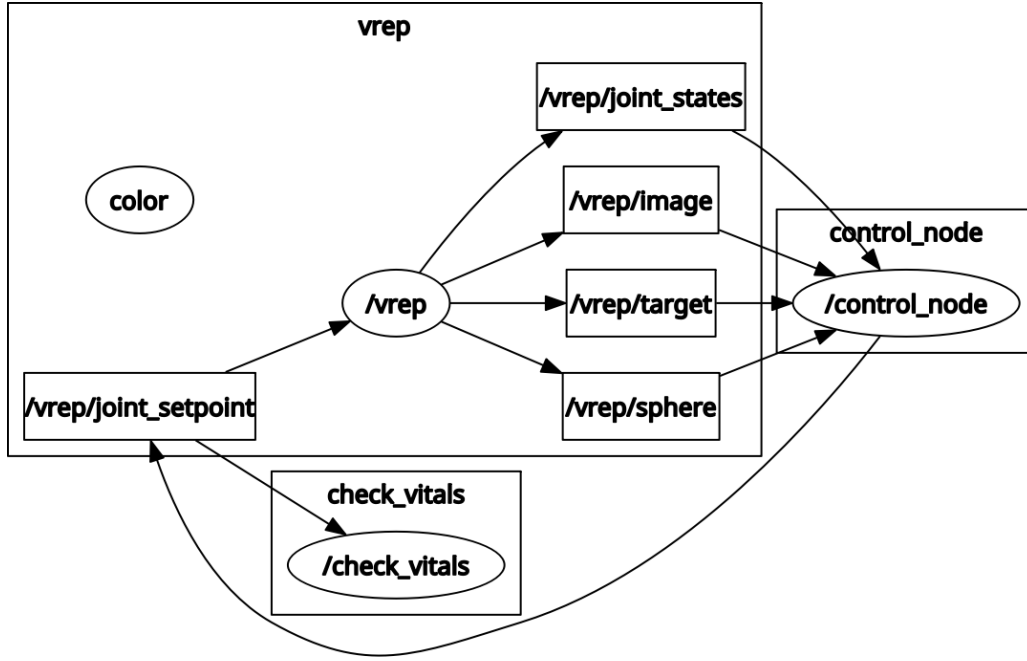 vrep
/vrep/joint_states
color
/vrep/image
control_node
/vrep
/vrep/target
/control_node
/vrep/joint_setpoint
/vrep/sphere
check_vitals
/check_vitals